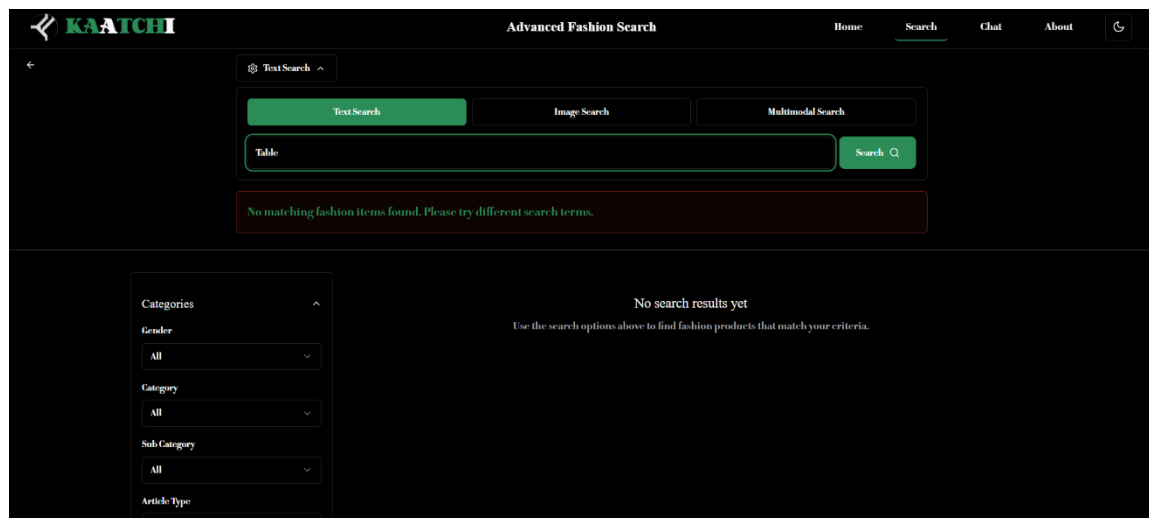 KAATCHI
Advanced Fashion Search
Home
Search
Chat
About
Text Search
Text Search
Image Search
Multimodal Search
Table
Search
No matching fashion items found. Please try different search terms.
Categories
Gender
All
Category
All
Sub Category
All
Article Type
No search results yet
Use the search options above to find fashion products that match your criteria.